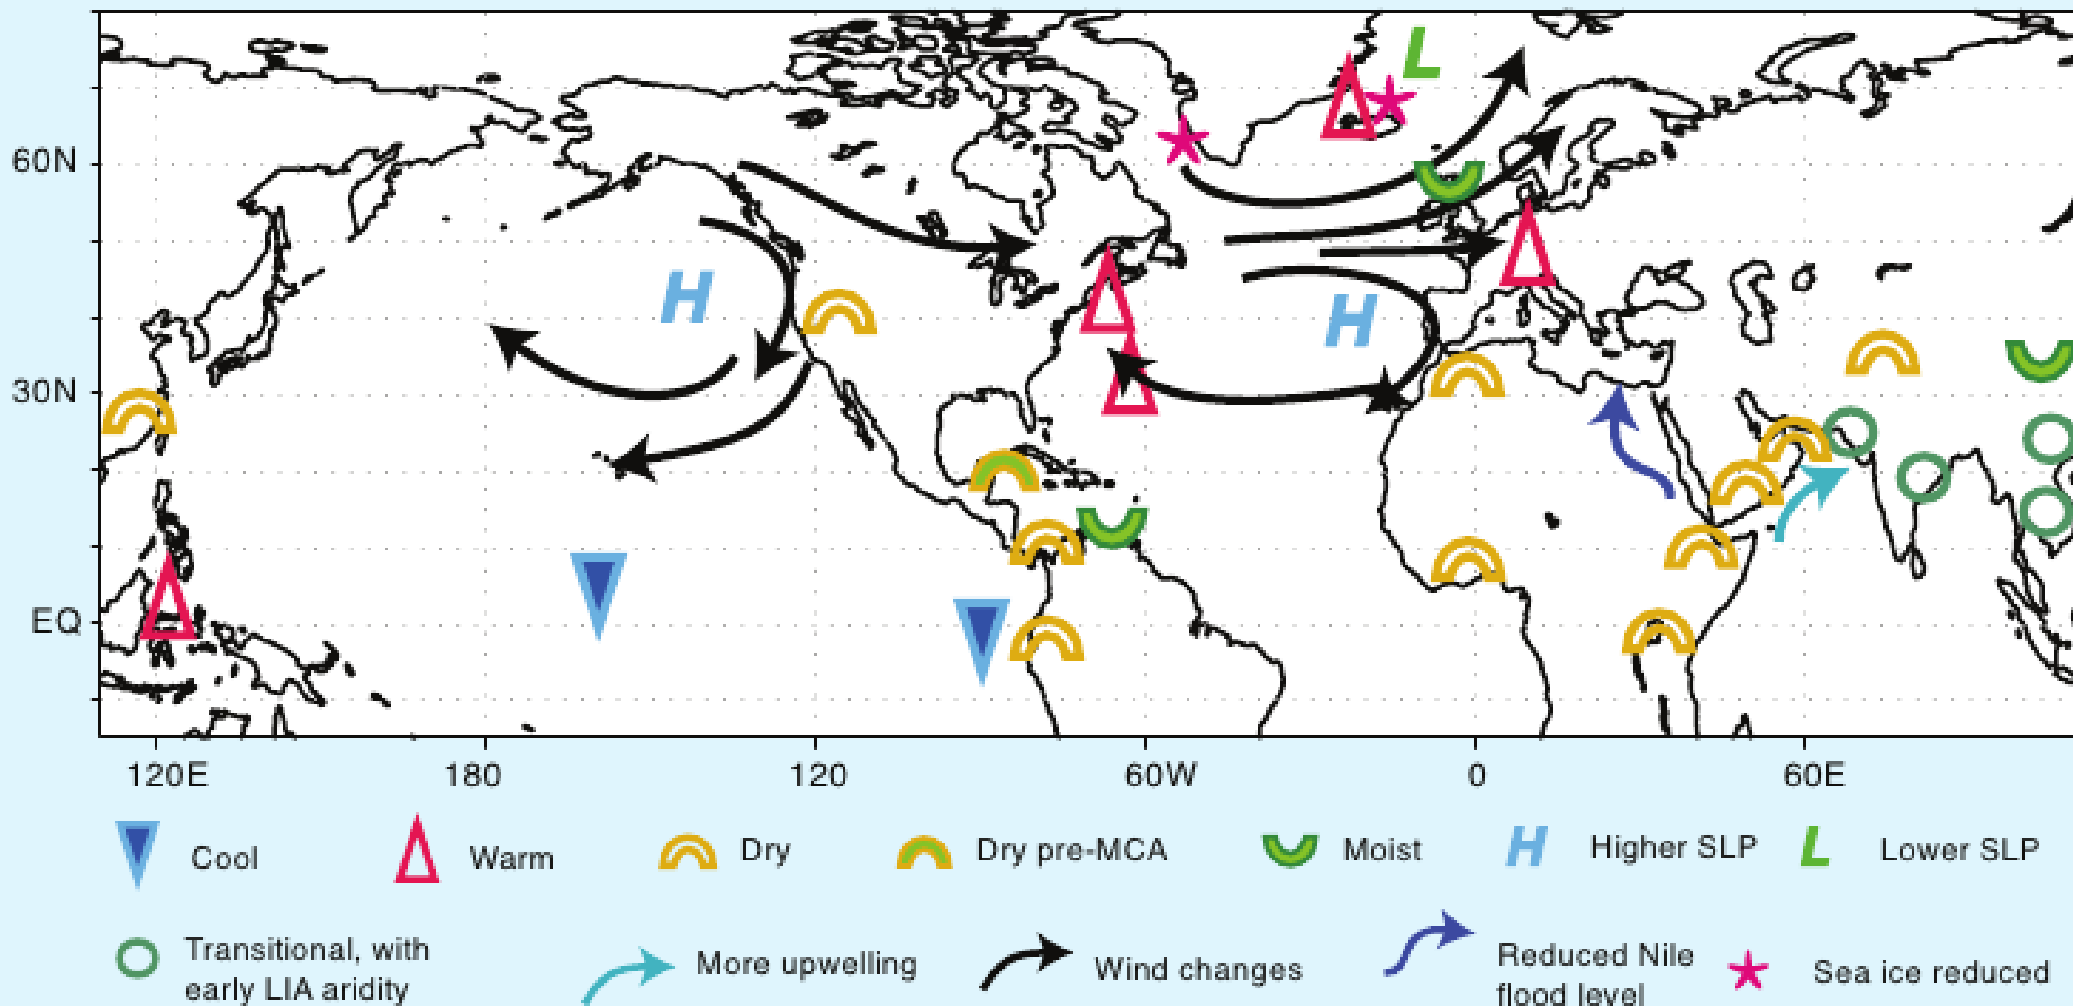 L
60N
H
H
30N
EQ
120E 180 120 60W 0 60E
Cool Warm Dry Dry pre-MCA Moist H Higher SLP L Lower SLP
Transitional, with
early LIA aridity
More upwelling
Wind changes
Reduced Nile
flood level
Sea ice reduced